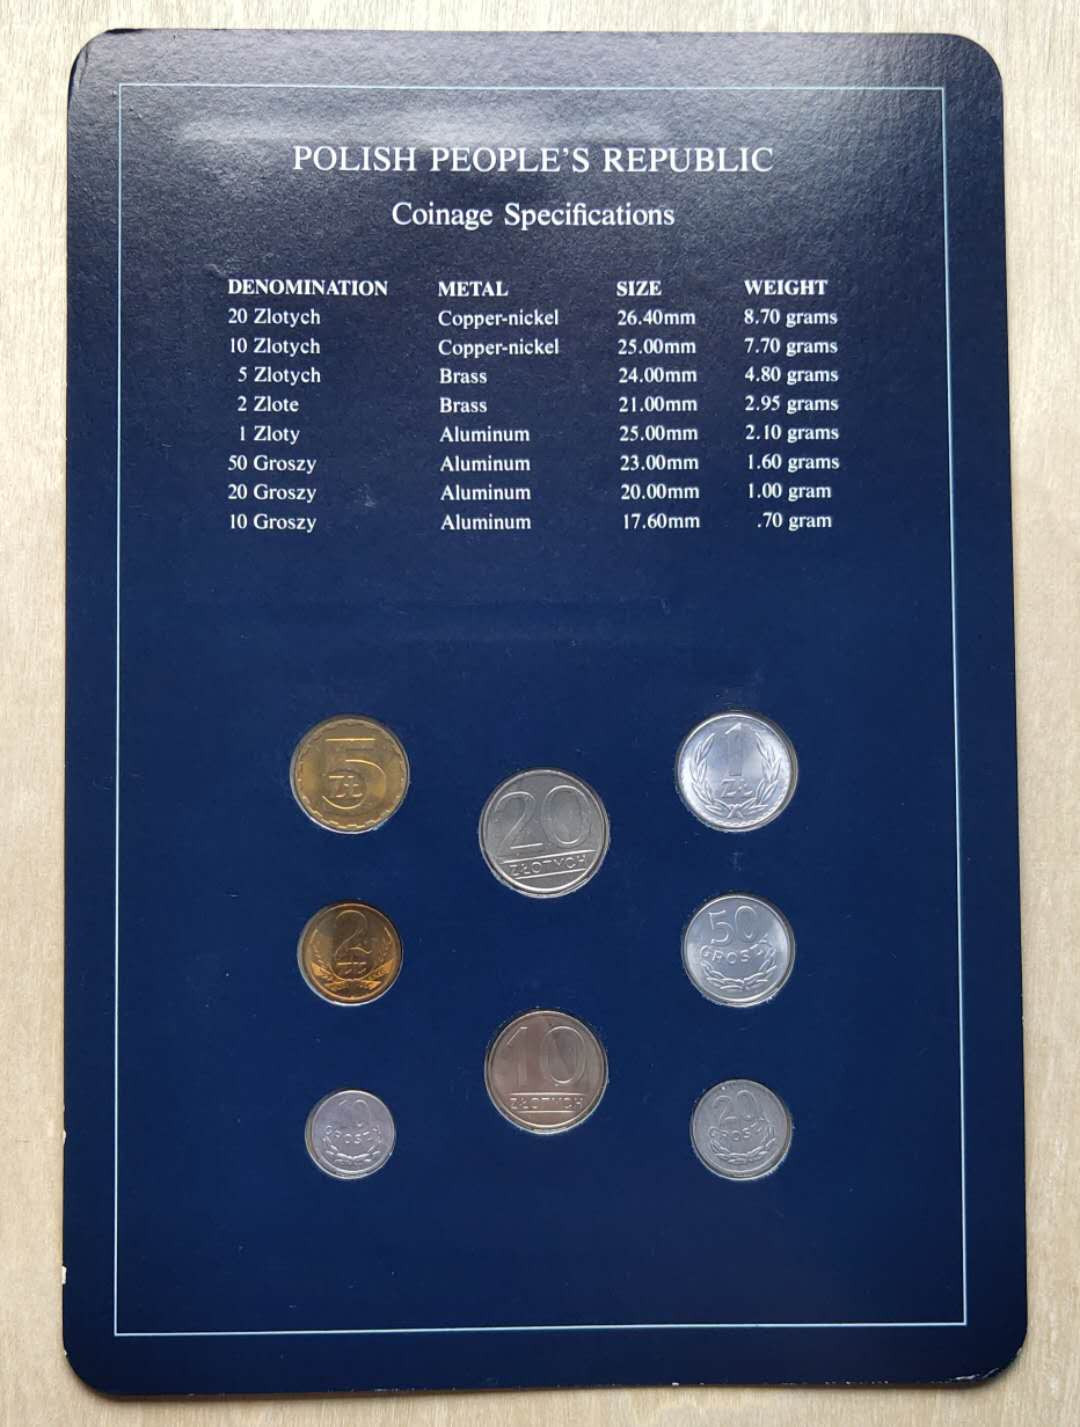 POLISH PEOPLE'S REPUBLIC
Coinage Specifications
DENOMINATION METAL SIZE WEIGHT
20 Zlotych Copper-nickel 26.40mm 8.70 grams
10 Zlotych Copper-nickel 25.00mm 7.70 grams
5 Zlotych Brass 24.00mm 4.80 grams
2 Zlote Brass 21.00mm 2.95 grams
1 Zloty Aluminum 25.00mm 2.10 grams
50 Groszy Aluminum 23.00mm 1.60 grams
20 Groszy Aluminum 20.00mm 1.00 gram
10 Groszy Aluminum 17.60mm .70 gram
5
ZŁ
20
ZŁOTYCH
1
ZŁ
2
ZŁ
50
GROSZY
10
ZŁOTYCH
10
GROSZY
20
GROSZY